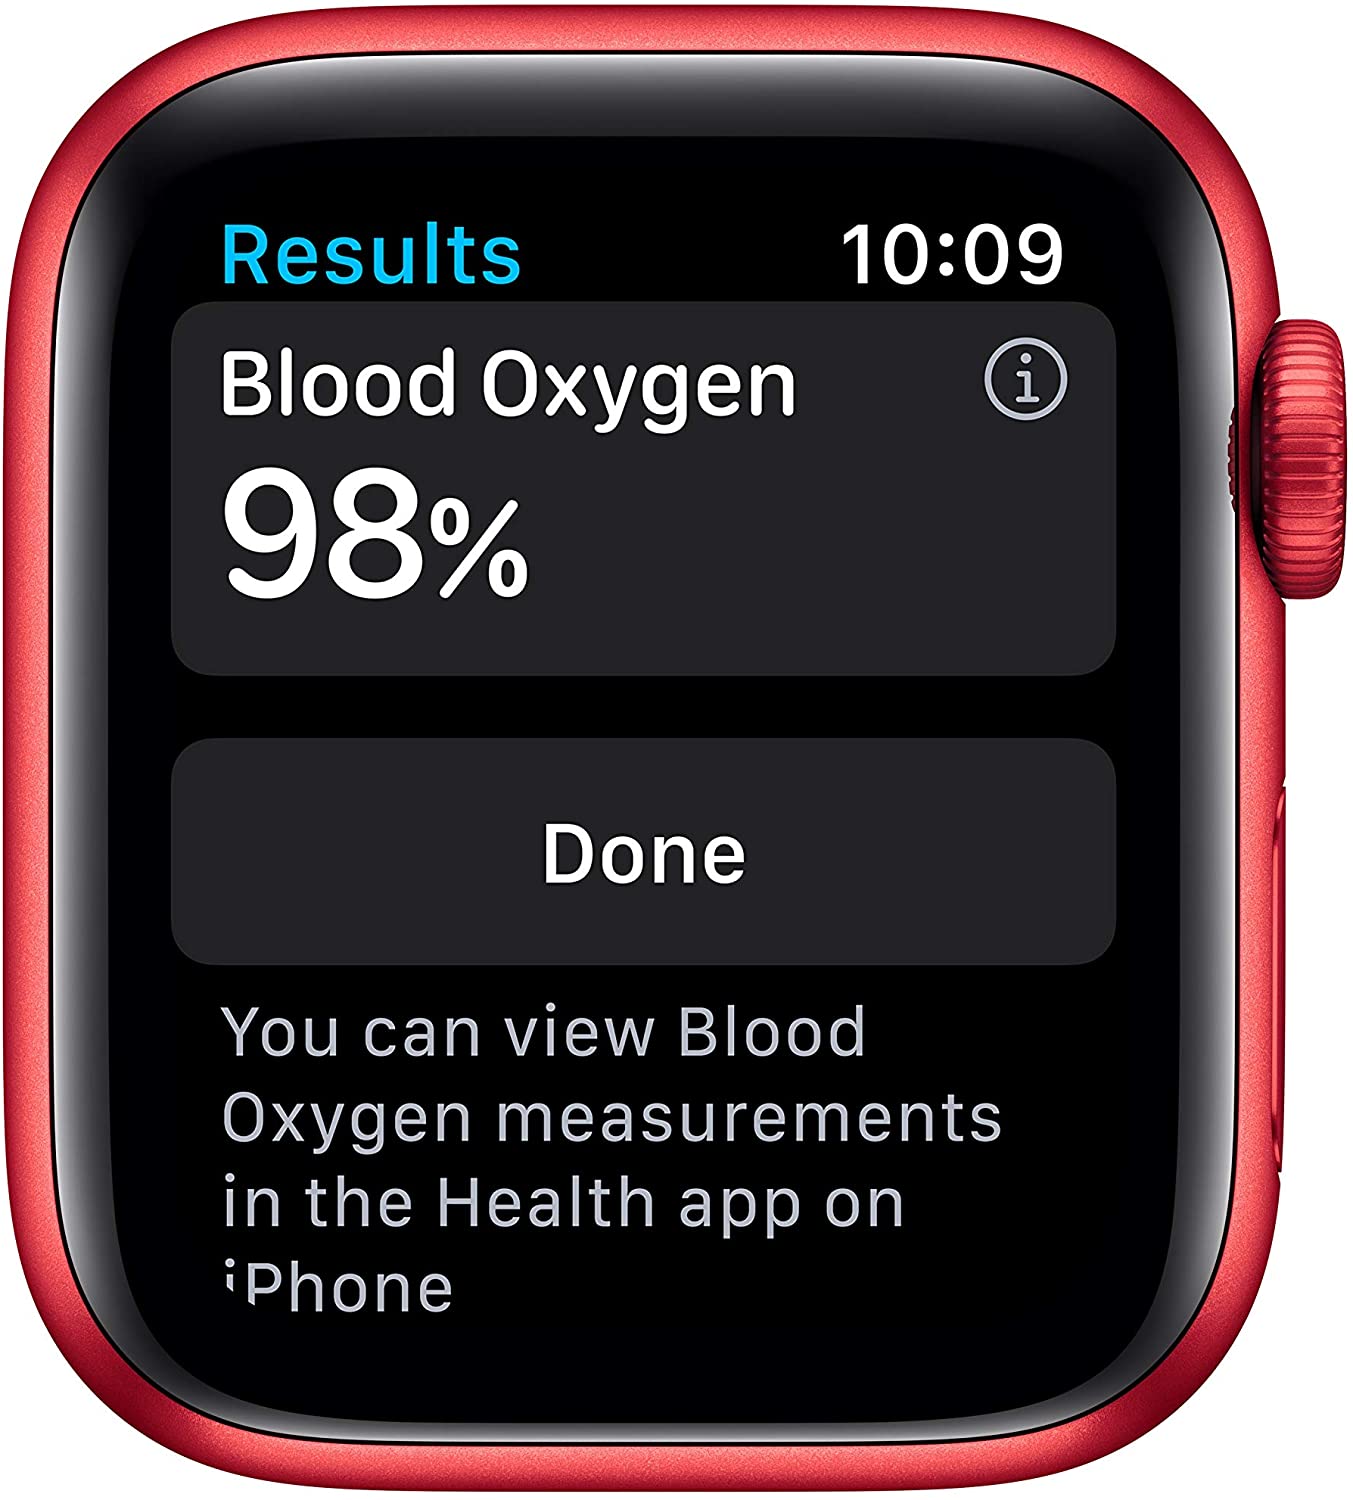 Results 10:09
Blood Oxygen
98%
Done
You can view Blood
Oxygen measurements
in the Health app on
iPhone